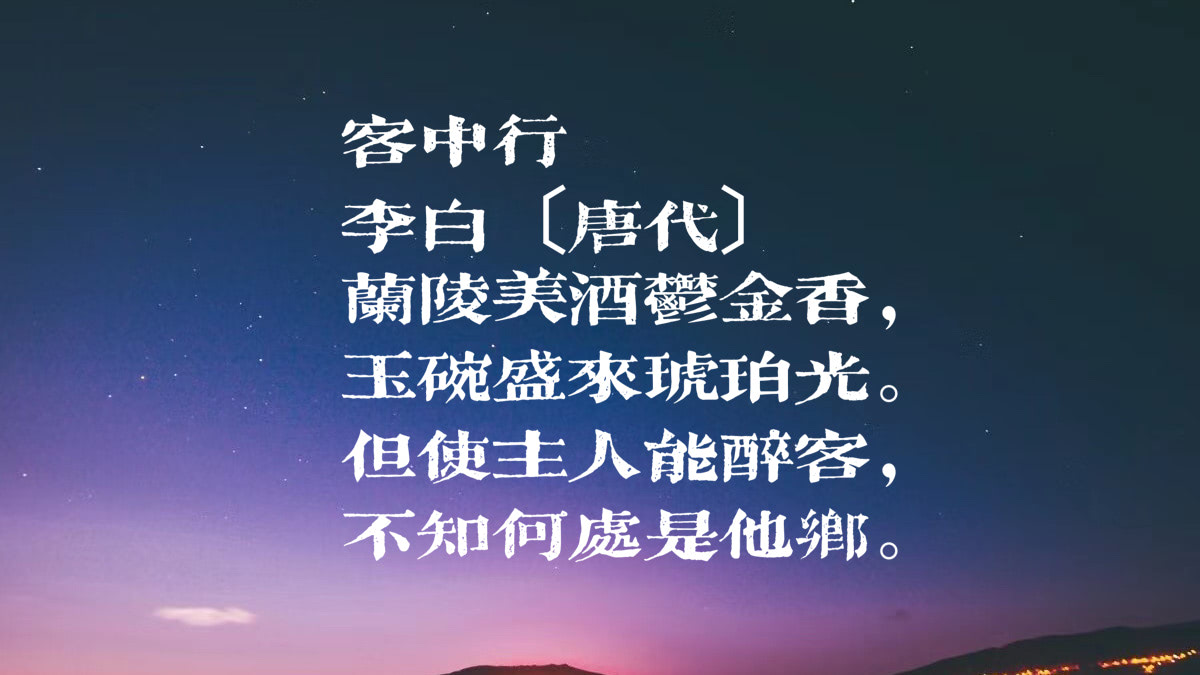 客中行
李白〔唐代〕
蘭陵美酒鬱金香，
玉碗盛來琥珀光。
但使主人能醉客，
不知何處是他鄉。